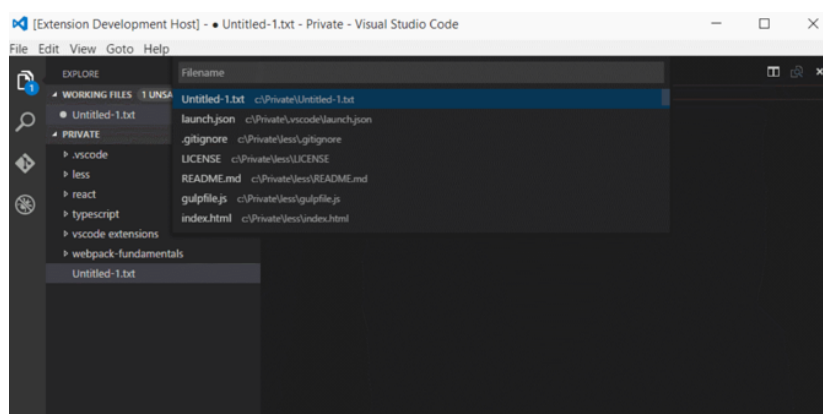 [Extension Development Host] - ● Untitled-1.txt - Private - Visual Studio Code
File Edit View Goto Help
EXPLORE
Filename
WORKING FILES 1 UNSA
Untitled-1.txt c:\Private\Untitled-1.txt
Untitled-1.txt
launch.json c:\Private\.vscode\launch.json
PRIVATE
.gitignore c:\Private\less\.gitignore
.vscode
LICENSE c:\Private\less\LICENSE
less
README.md c:\Private\less\README.md
react
gulpfile.js c:\Private\less\gulpfile.js
typescript
index.html c:\Private\less\index.html
vscode extensions
webpack-fundamentals
Untitled-1.txt
1